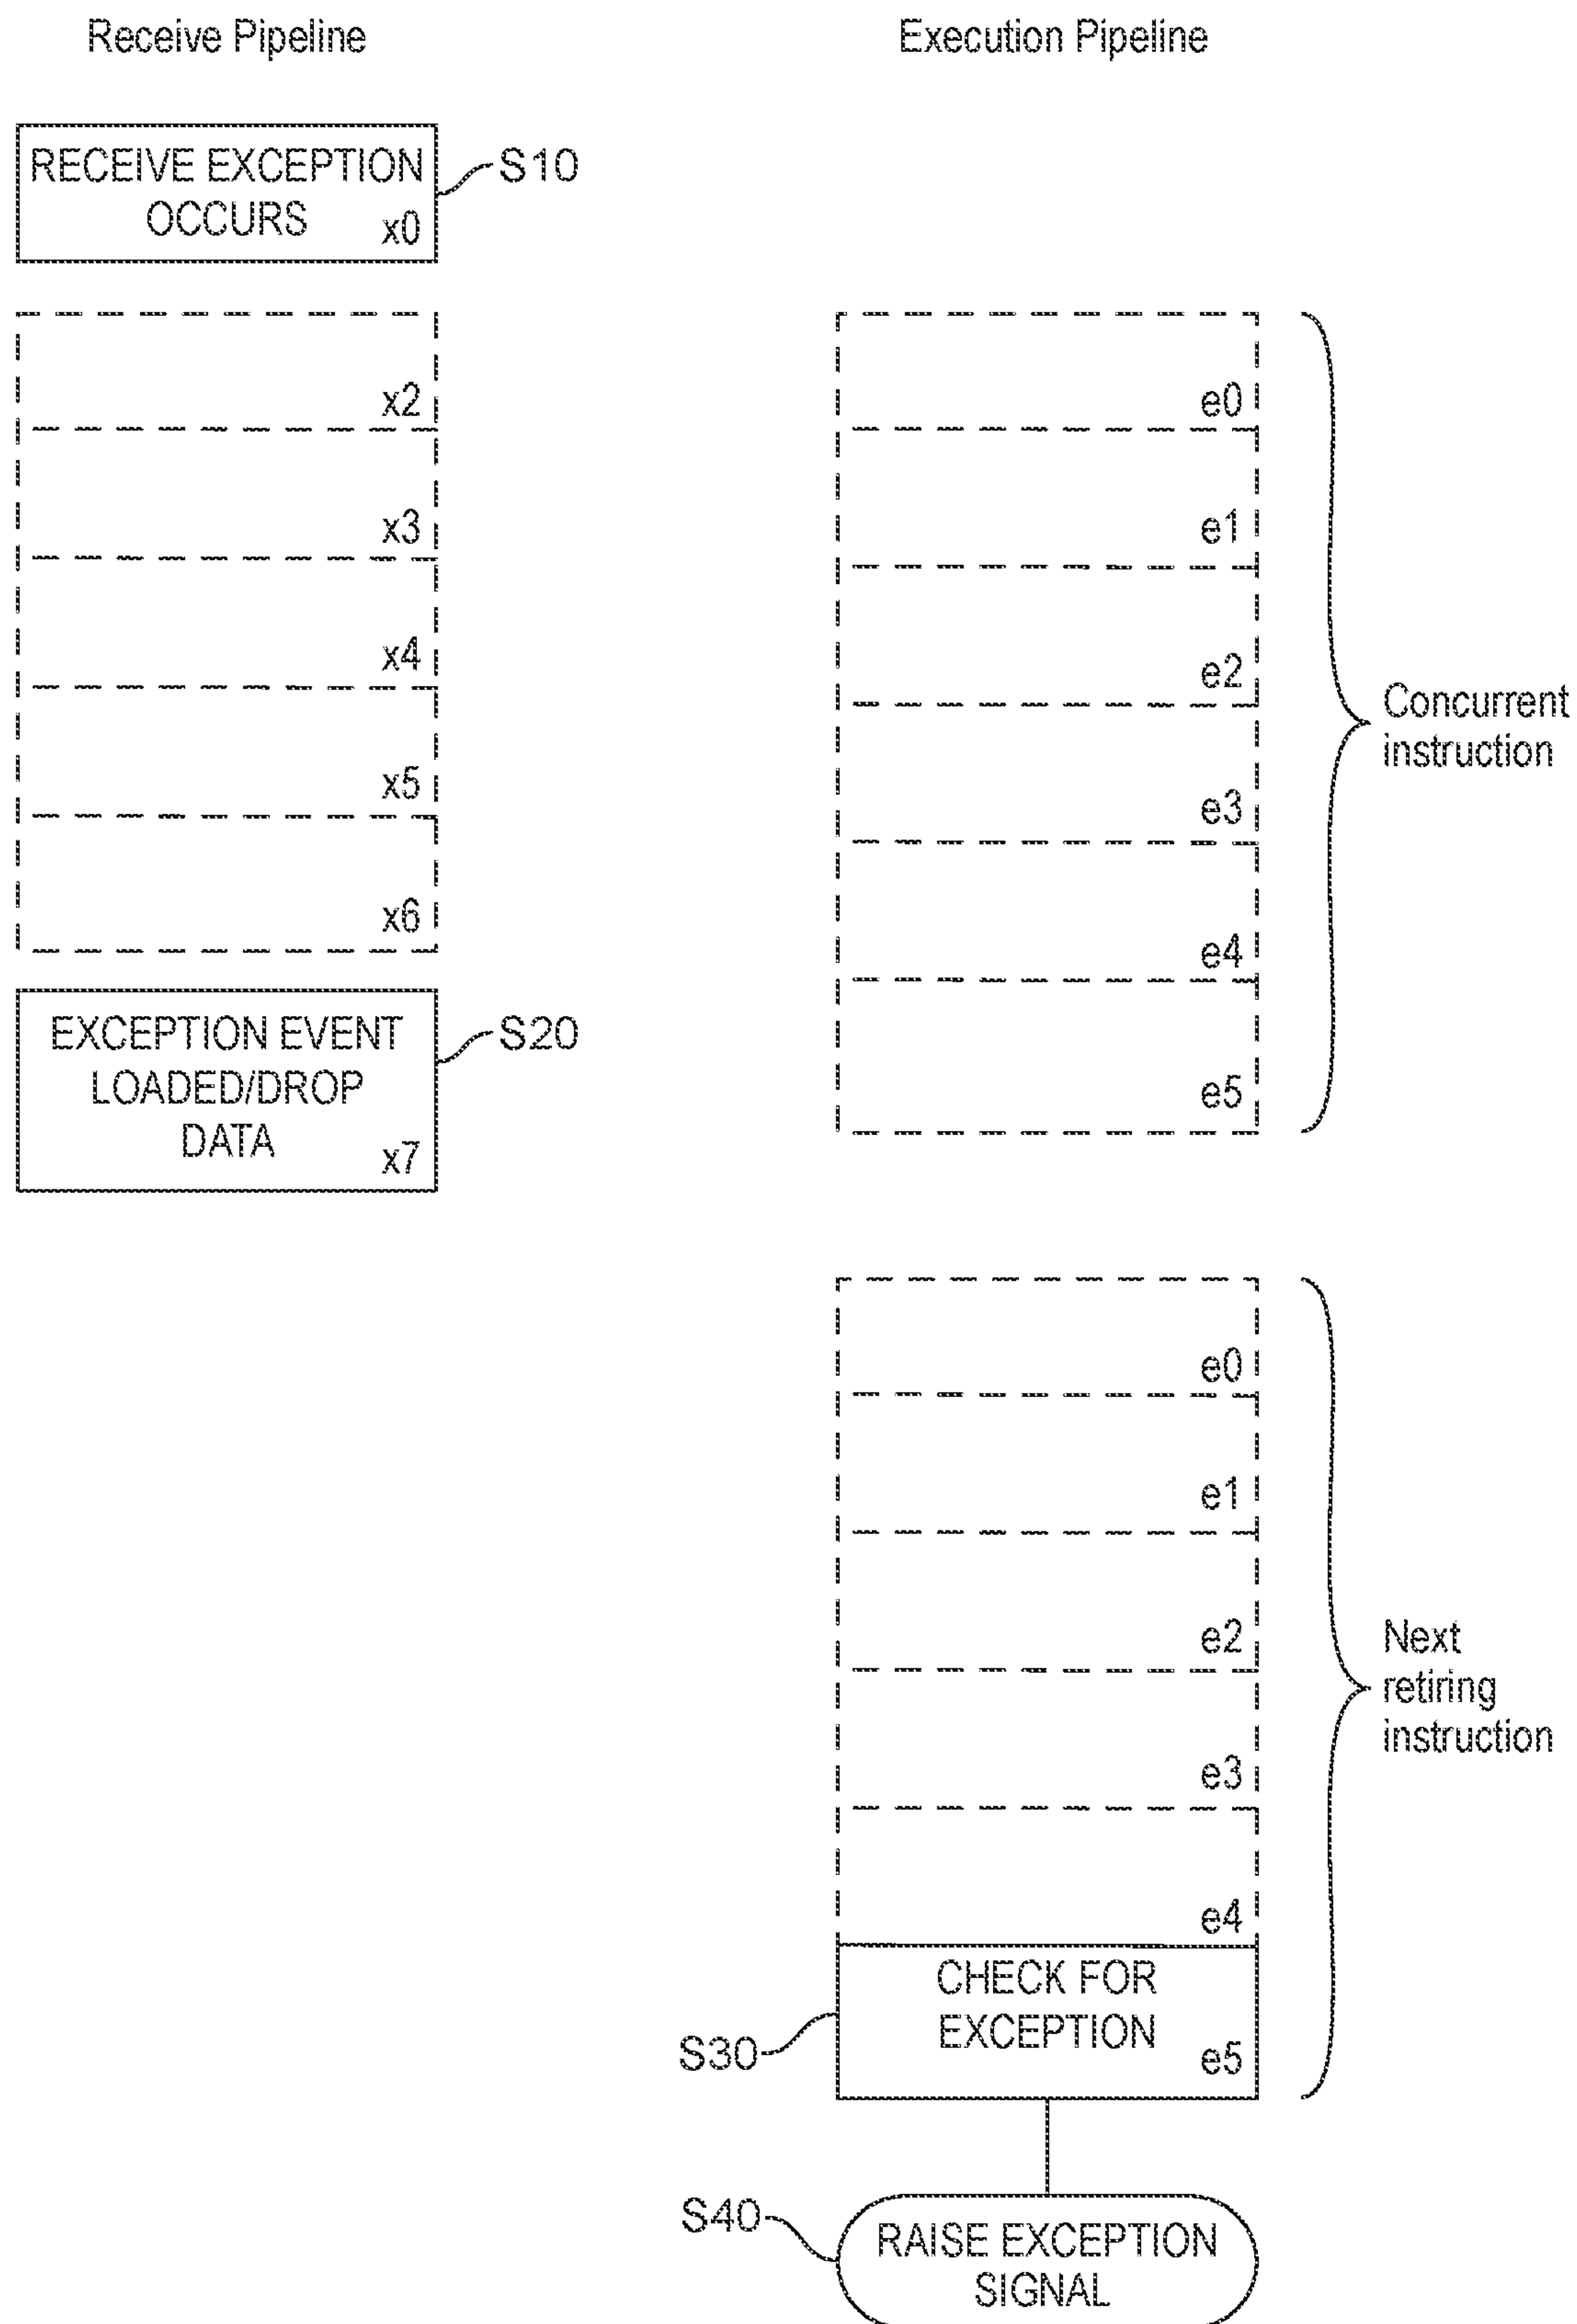 Receive Pipeline
Execution Pipeline
RECEIVE EXCEPTION
OCCURS
x0
S10
x2
x3
x4
x5
x6
EXCEPTION EVENT
LOADED/DROP
DATA
x7
S20
e0
e1
e2
e3
e4
e5
Concurrent
instruction
e0
e1
e2
e3
e4
CHECK FOR
EXCEPTION
e5
S30
Next
retiring
instruction
S40
RAISE EXCEPTION
SIGNAL